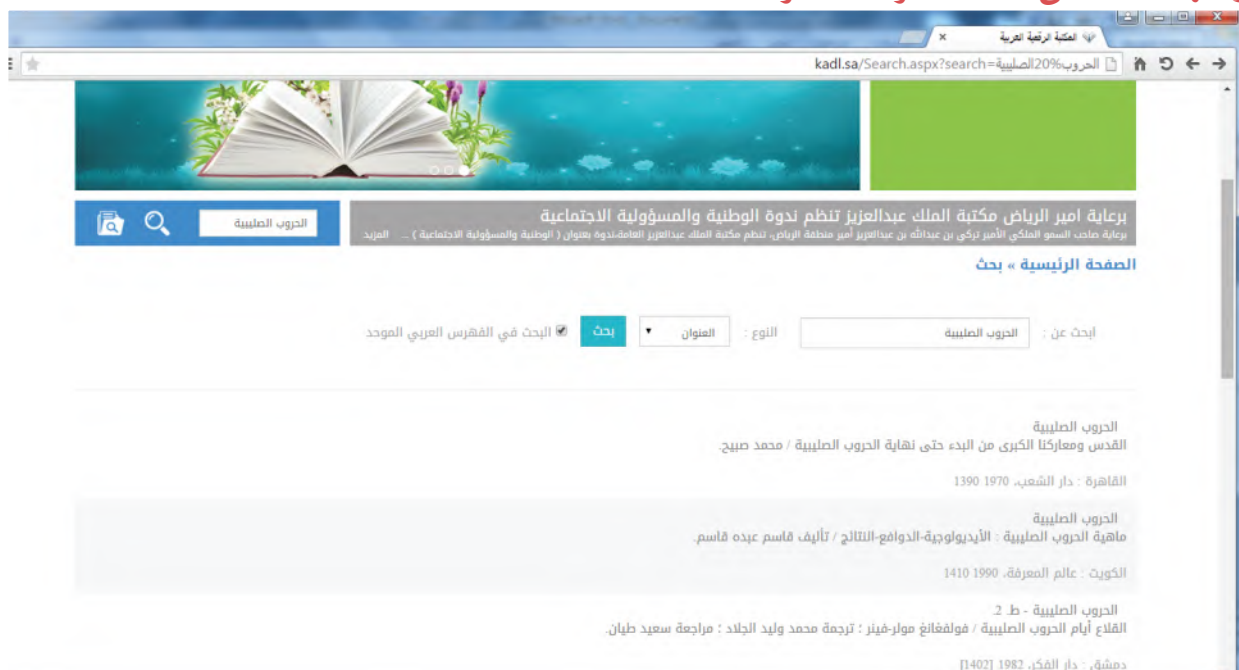 المكتبة الرقمية العربية
kadl.sa/Search.aspx?search=الحروب%20الصليبية
برعاية امير الرياض مكتبة الملك عبدالعزيز تنظم ندوة الوطنية والمسؤولية الاجتماعية
برعاية صاحب السمو الملكي الأمير تركي بن عبدالله بن عبدالعزيز أمير منطقة الرياض، تنظم مكتبة الملك عبدالعزيز العامة،ندوة بعنوان ( الوطنية والمسؤولية الاجتماعية ) ... المزيد
الحروب الصليبية
الصفحة الرئيسية » بحث
ابحث عن : الحروب الصليبية النوع : العنوان بحث البحث في الفهرس العربي الموحد
الحروب الصليبية
القدس ومعاركنا الكبرى من البدء حتى نهاية الحروب الصليبية / محمد صبيح.
القاهرة : دار الشعب، 1970 1390
الحروب الصليبية
ماهية الحروب الصليبية : الأيديولوجية-الدوافع-النتائج / تأليف قاسم عبده قاسم.
الكويت : عالم المعرفة، 1990 1410
الحروب الصليبية - ط. 2.
القلاع أيام الحروب الصليبية / فولفغانغ مولر-فينر ؛ ترجمة محمد وليد الجلاد ؛ مراجعة سعيد طيان.
دمشق : دار الفكر، 1982 [1402]